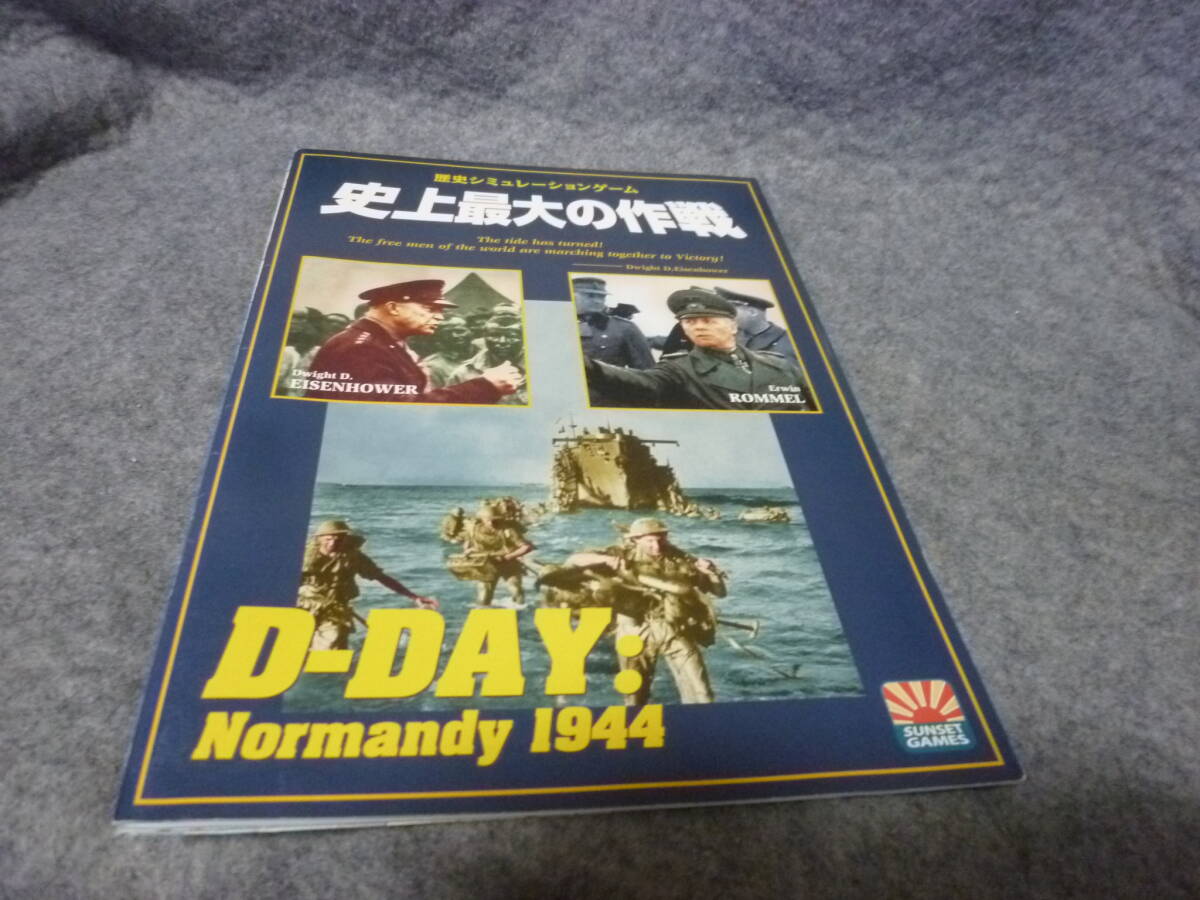 歴史シミュレーションゲーム
史上最大の作戦
The tide has turned!
The free men of the world are marching together to Victory!
Dwight D.Eisenhower
Dwight D.
EISENHOWER
Erwin
ROMMEL
D-DAY:
Normandy 1944
SUNSET
GAMES